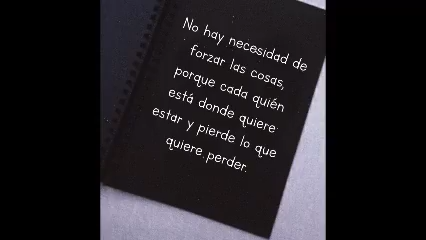 No hay necesidad de
forzar las cosas,
porque cada quién
está donde quiere
estar y pierde lo que
quiere perder.